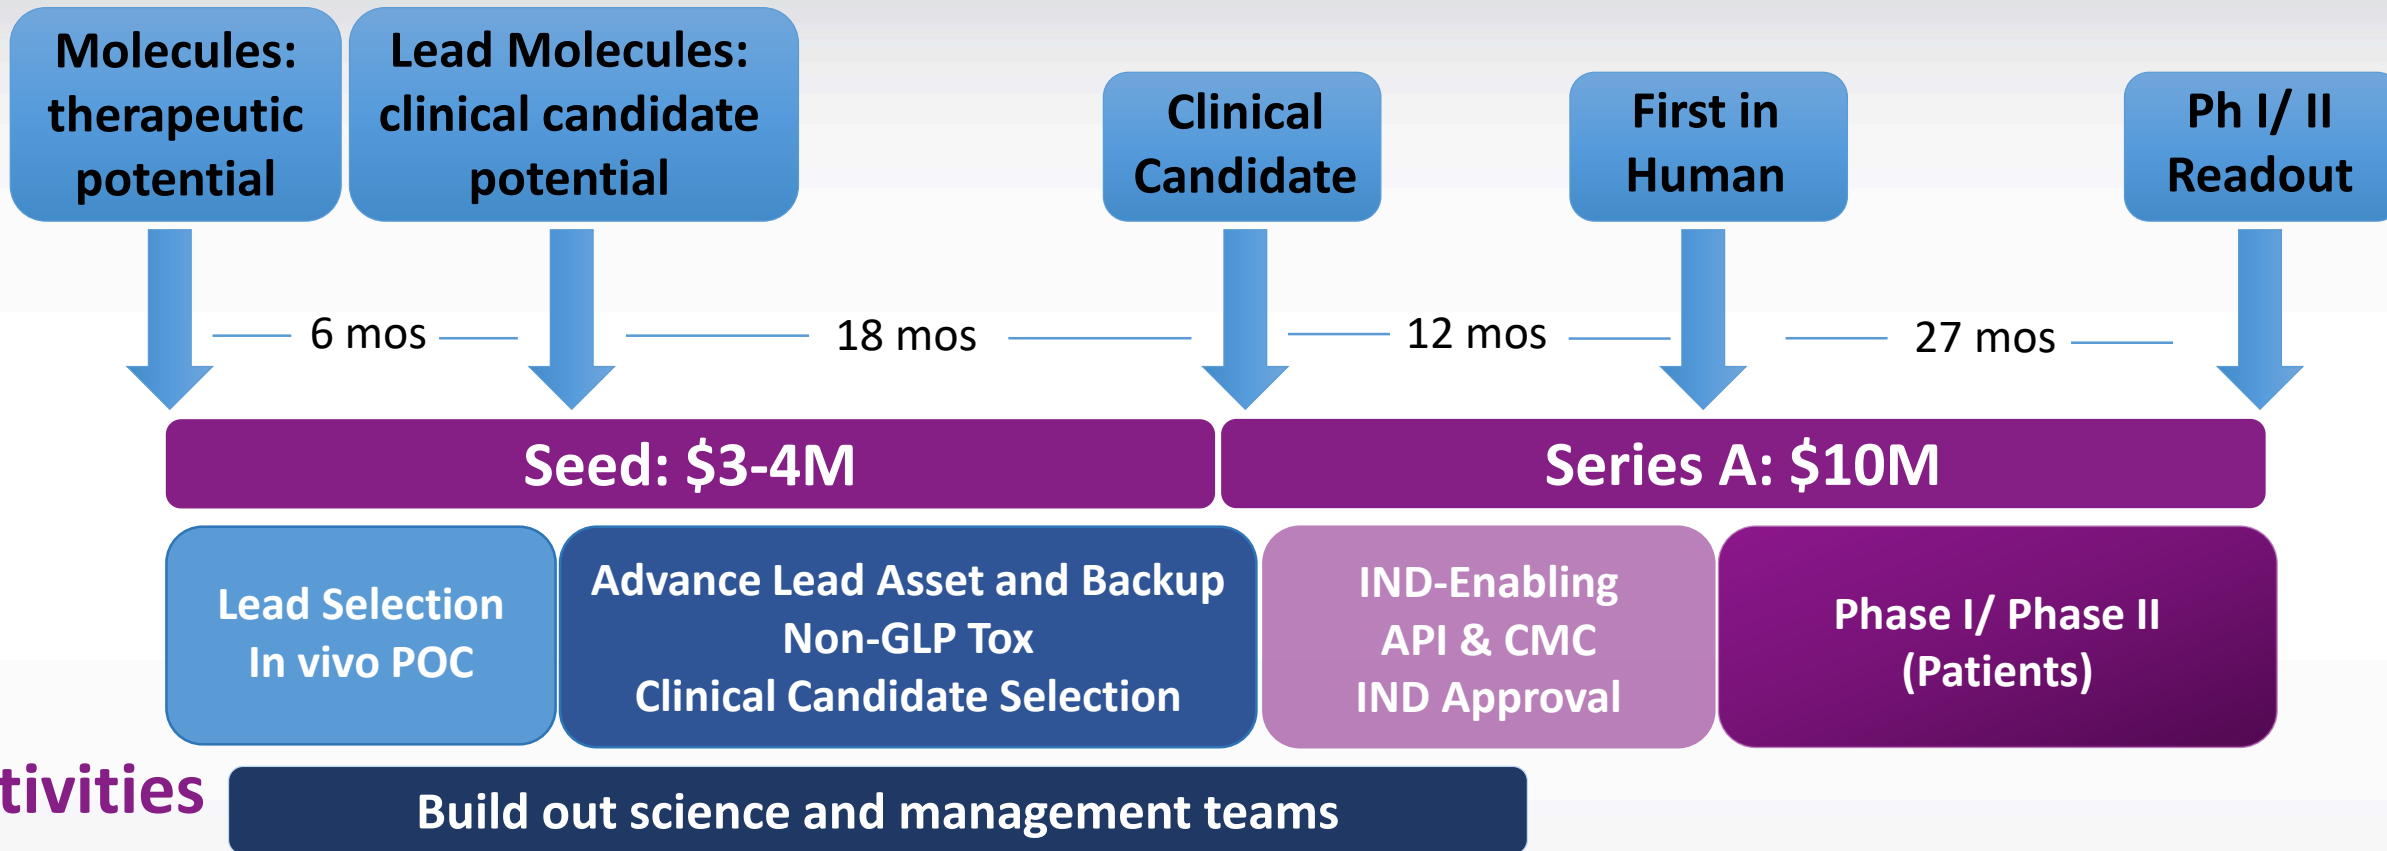 Molecules:
therapeutic
potential
Lead Molecules:
clinical candidate
potential
Clinical
Candidate
First in
Human
Ph I/ II
Readout
6 mos
18 mos
12 mos
27 mos
Seed: $3-4M
Series A: $10M
Lead Selection
In vivo POC
Advance Lead Asset and Backup
Non-GLP Tox
Clinical Candidate Selection
IND-Enabling
API & CMC
IND Approval
Phase I/ Phase II
(Patients)
tivities
Build out science and management teams